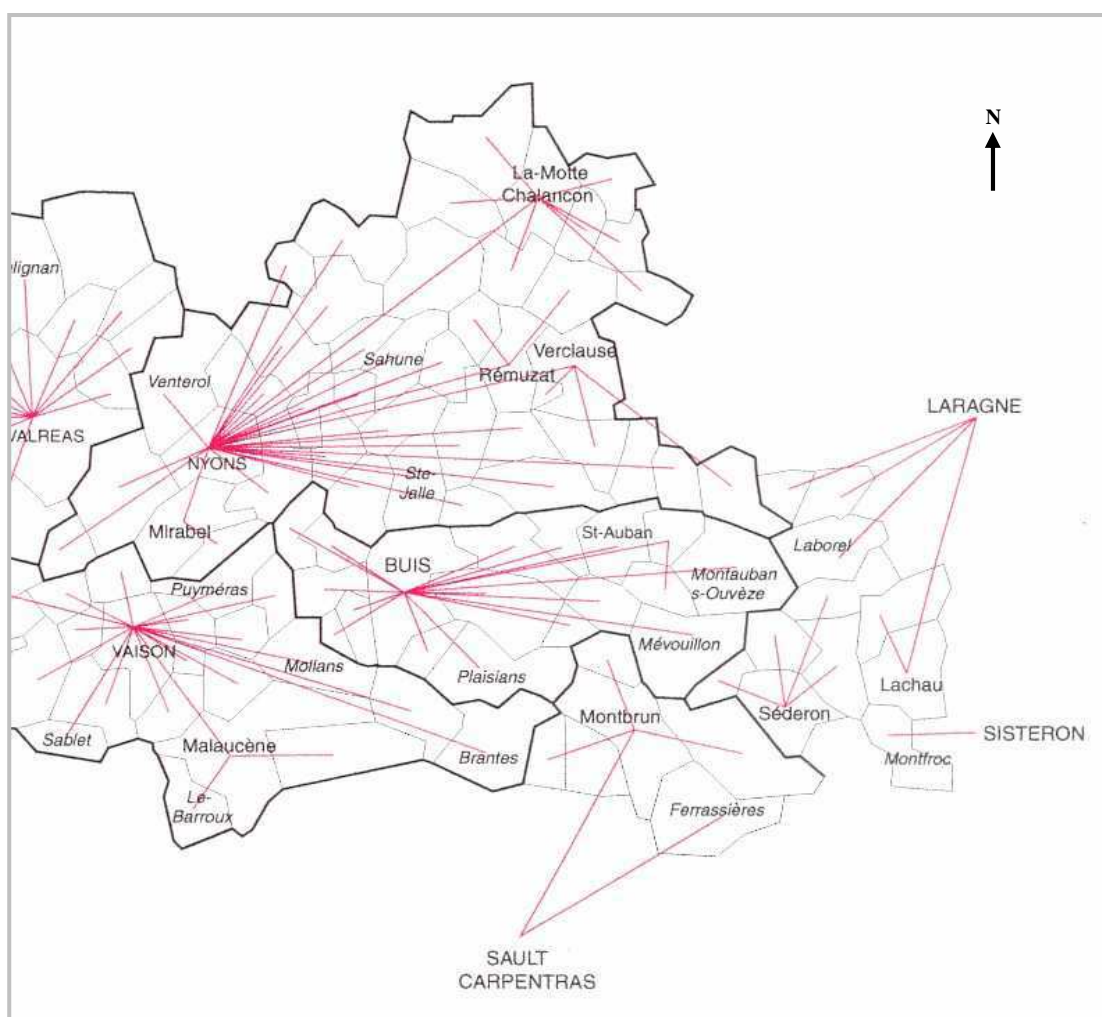 N
La-Motte
Chalancon
elignan
Verclause
Sahune
Rémuzat
Venterol
LARAGNE
VALREAS
NYONS
Ste-
Jalle
Mirabel
St-Auban
Laborel
BUIS
Puyméras
Montauban
s-Ouvèze
VAISON
Mévouillon
Mollans
Plaisians
Lachau
Séderon
Montbrun
Sablet
Malaucène
SISTERON
Brantes
Montfroc
Le-
Barroux
Ferrassières
SAULT
CARPENTRAS